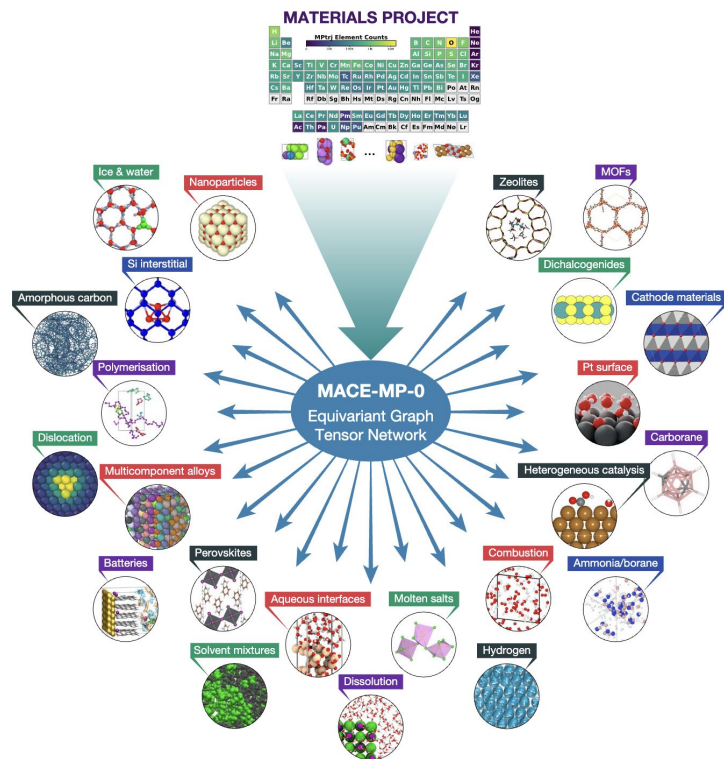 MATERIALS PROJECT
H He
MPtrj Element Counts
Li Be B C N O F Ne
Na Mg Al Si P S Cl Ar
K Ca Sc Ti V Cr Mn Fe Co Ni Cu Zn Ga Ge As Se Br Kr
Rb Sr Y Zr Nb Mo Tc Ru Rh Pd Ag Cd In Sn Sb Te I Xe
Cs Ba Hf Ta W Re Os Ir Pt Au Hg Tl Pb Bi Po At Rn
Fr Ra Rf Db Sg Bh Hs Mt Ds Rg Cn Nh Fl Mc Lv Ts Og
La Ce Pr Nd Pm Sm Eu Gd Tb Dy Ho Er Tm Yb Lu
Ac Th Pa U Np Pu Am Cm Bk Cf Es Fm Md No Lr
...
Ice & water
Nanoparticles
Zeolites
MOFs
Si interstitial
Dichalcogenides
Amorphous carbon
Cathode materials
Polymerisation
Pt surface
MACE-MP-0
Equivariant Graph
Tensor Network
Dislocation
Multicomponent alloys
Carborane
Heterogeneous catalysis
Batteries
Perovskites
Combustion
Ammonia/borane
Aqueous interfaces
Molten salts
Solvent mixtures
Hydrogen
Dissolution